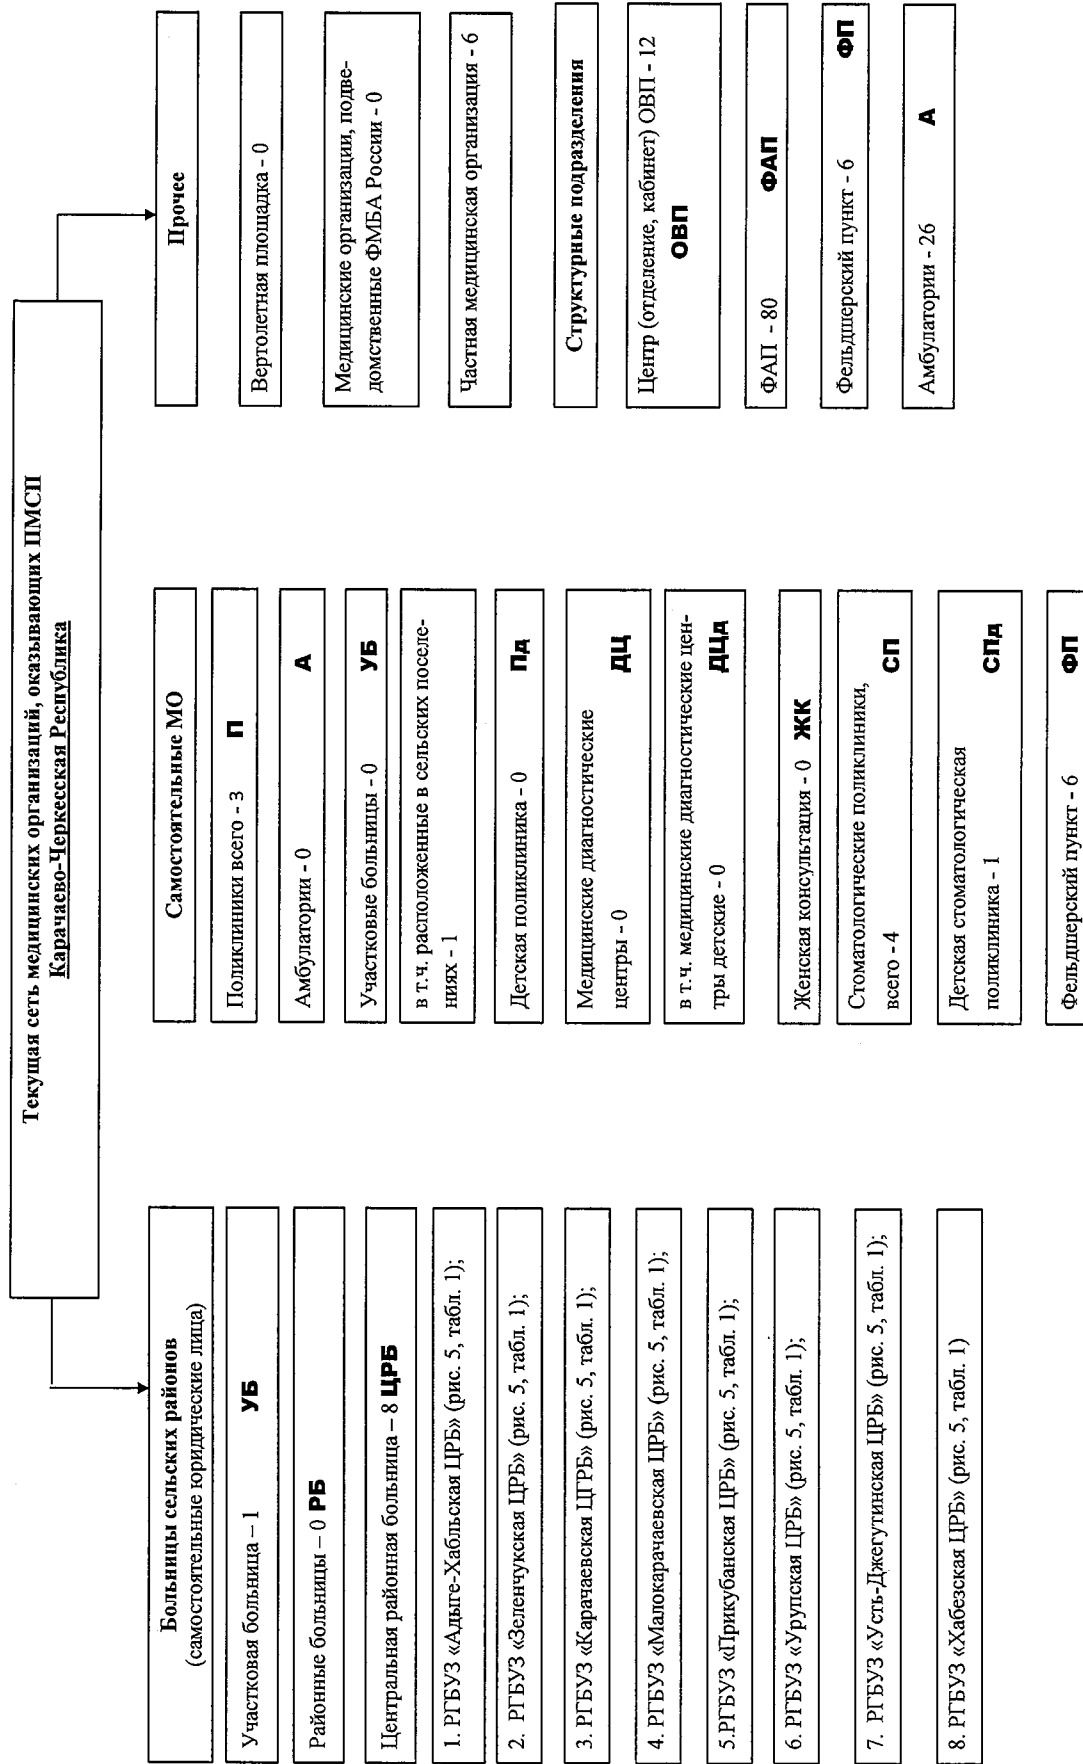 Текущая сеть медицинских организаций, оказывающих ПМСП
Карачаево-Черкесская Республика
Больницы сельских районов
(самостоятельные юридические лица)
Участковая больница – 1 УБ
Районные больницы – 0 РБ
Центральная районная больница – 8 ЦРБ
1. РГБУЗ «Адыге-Хабльская ЦРБ» (рис. 5, табл. 1);
2. РГБУЗ «Зеленчукская ЦРБ» (рис. 5, табл. 1);
3. РГБУЗ «Карачаевская ЦГРБ» (рис. 5, табл. 1);
4. РГБУЗ «Малокарачаевская ЦРБ» (рис. 5, табл. 1);
5.РГБУЗ «Прикубанская ЦРБ» (рис. 5, табл. 1);
6. РГБУЗ «Урупская ЦРБ» (рис. 5, табл. 1);
7. РГБУЗ «Усть-Джегутинская ЦРБ» (рис. 5, табл. 1);
8. РГБУЗ «Хабезская ЦРБ» (рис. 5, табл. 1)
Самостоятельные МО
Поликлиники всего - 3 П
Амбулатории - 0 А
Участковые больницы - 0 УБ
в т.ч. расположенные в сельских поселе-
ниях - 1
Детская поликлиника - 0 Пд
Медицинские диагностические
центры - 0 ДЦ
в т.ч. медицинские диагностические цен-
тры детские - 0 ДЦд
Женская консультация - 0 ЖК
Стоматологические поликлиники,
всего - 4 СП
Детская стоматологическая
поликлиника - 1 СПд
Фельдшерский пункт - 6 ФП
Прочее
Вертолетная площадка - 0
Медицинские организации, подве-
домственные ФМБА России - 0
Частная медицинская организация - 6
Структурные подразделения
Центр (отделение, кабинет) ОВП - 12
ОВП
ФАП - 80 ФАП
Фельдшерский пункт - 6 ФП
Амбулатории - 26 А